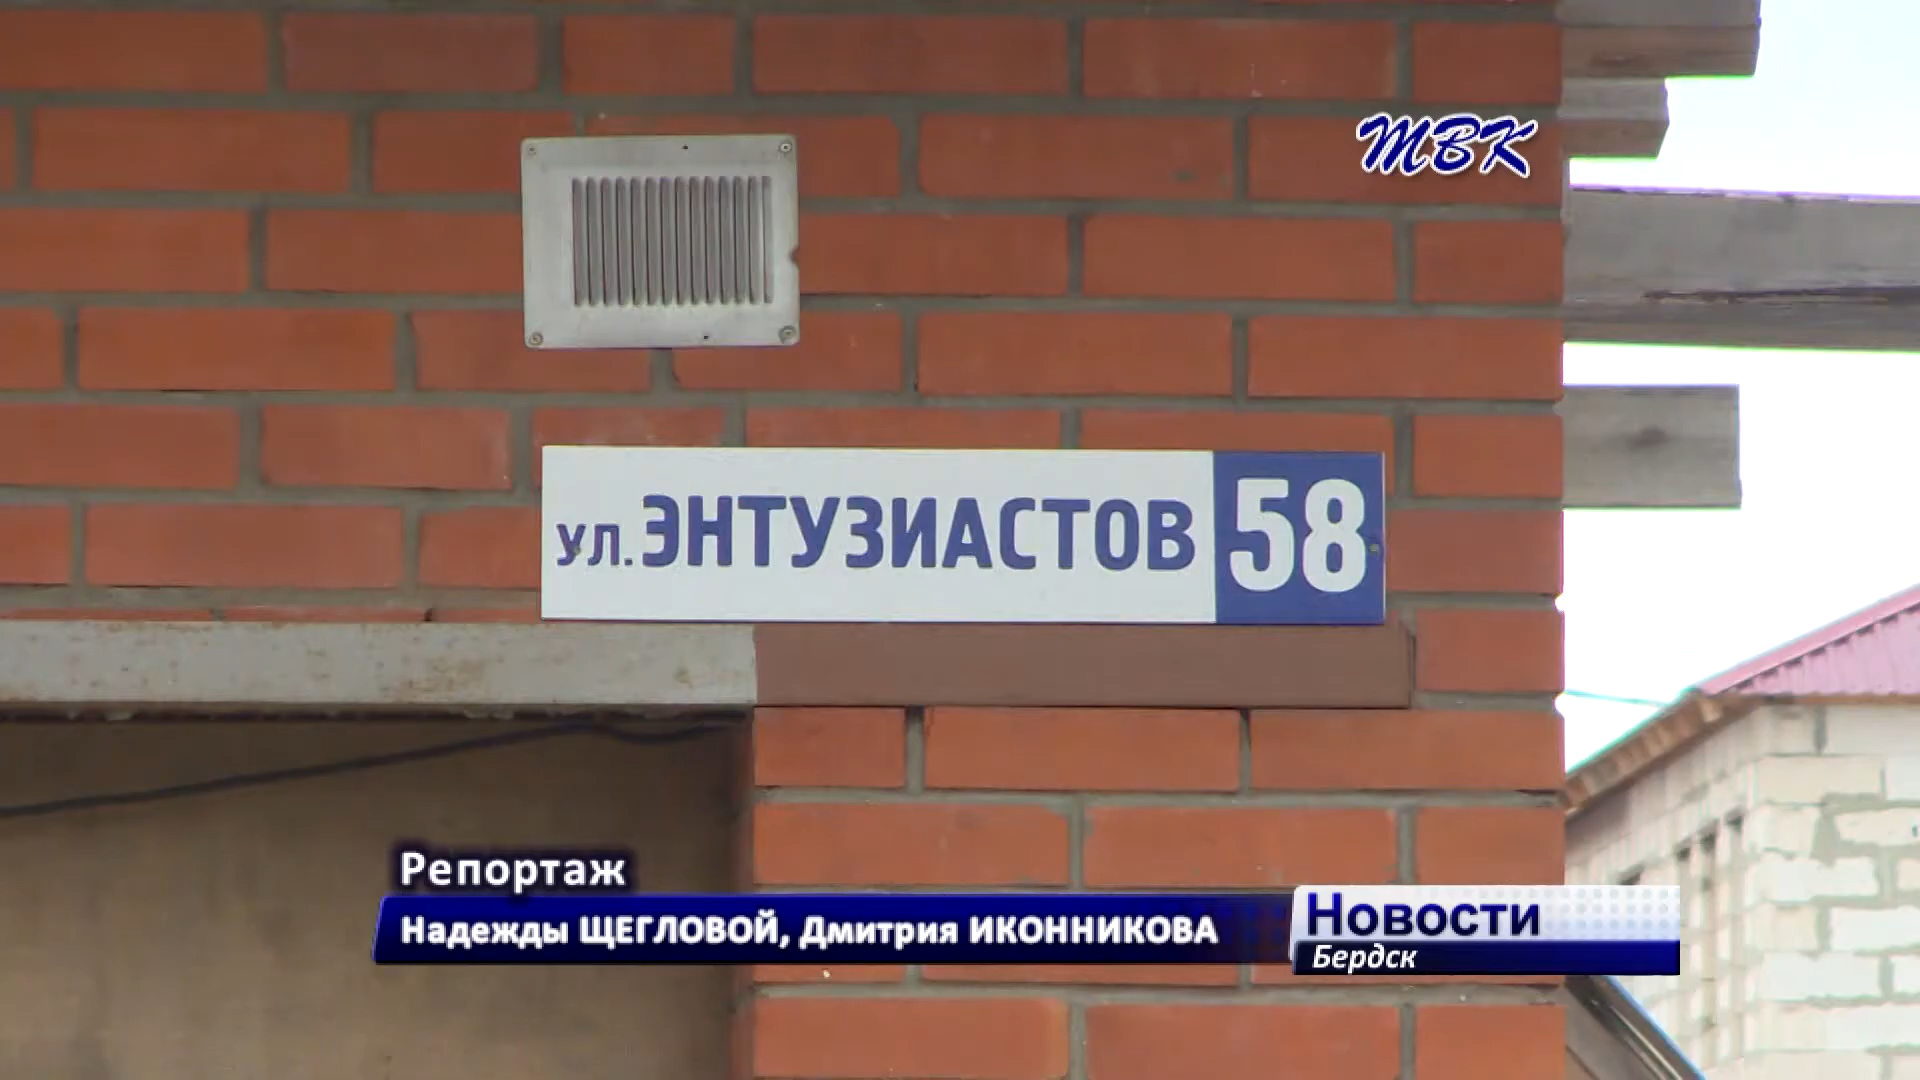 ТВК
ул. ЭНТУЗИАСТОВ 58
Репортаж
Надежды ЩЕГЛОВОЙ, Дмитрия ИКОННИКОВА
Новости
Бердск